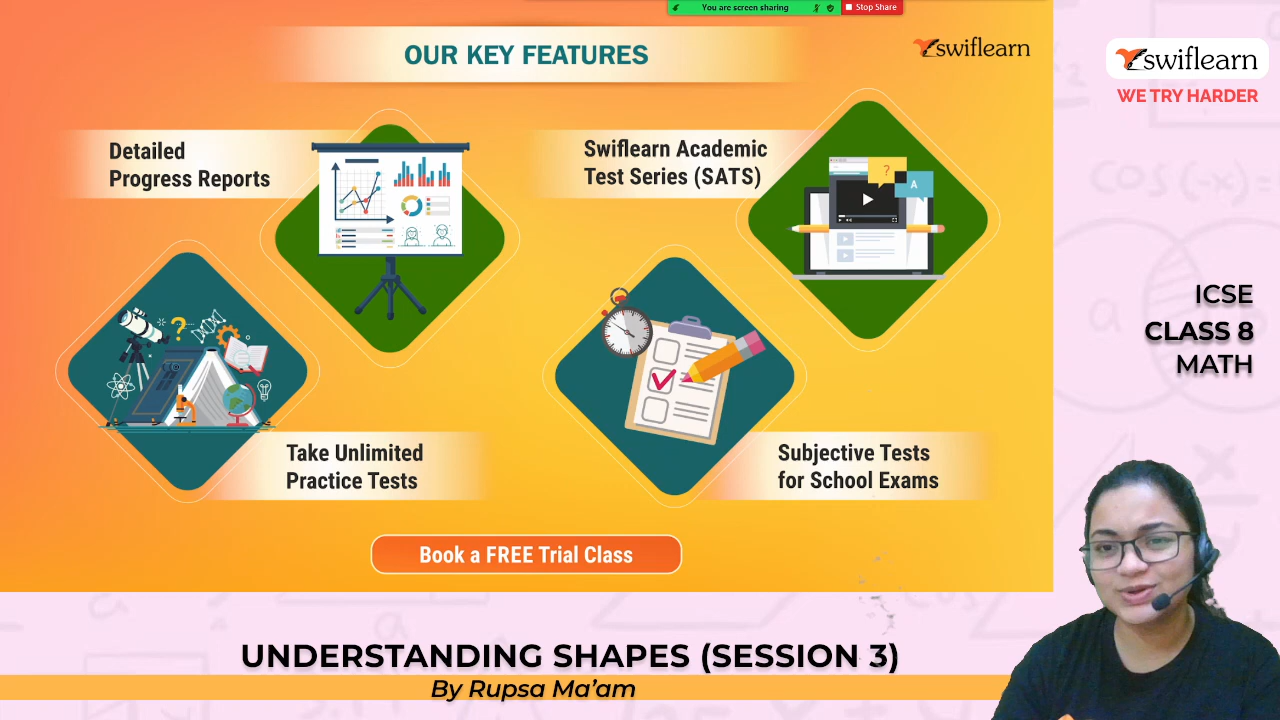 You are screen sharing
Stop Share
OUR KEY FEATURES
swiflearn
swiflearn
WE TRY HARDER
Detailed
Progress Reports
Swiflearn Academic
Test Series (SATS)
?
A
?
Take Unlimited
Practice Tests
Subjective Tests
for School Exams
Book a FREE Trial Class
ICSE
CLASS 8
MATH
UNDERSTANDING SHAPES (SESSION 3)
By Rupsa Ma'am